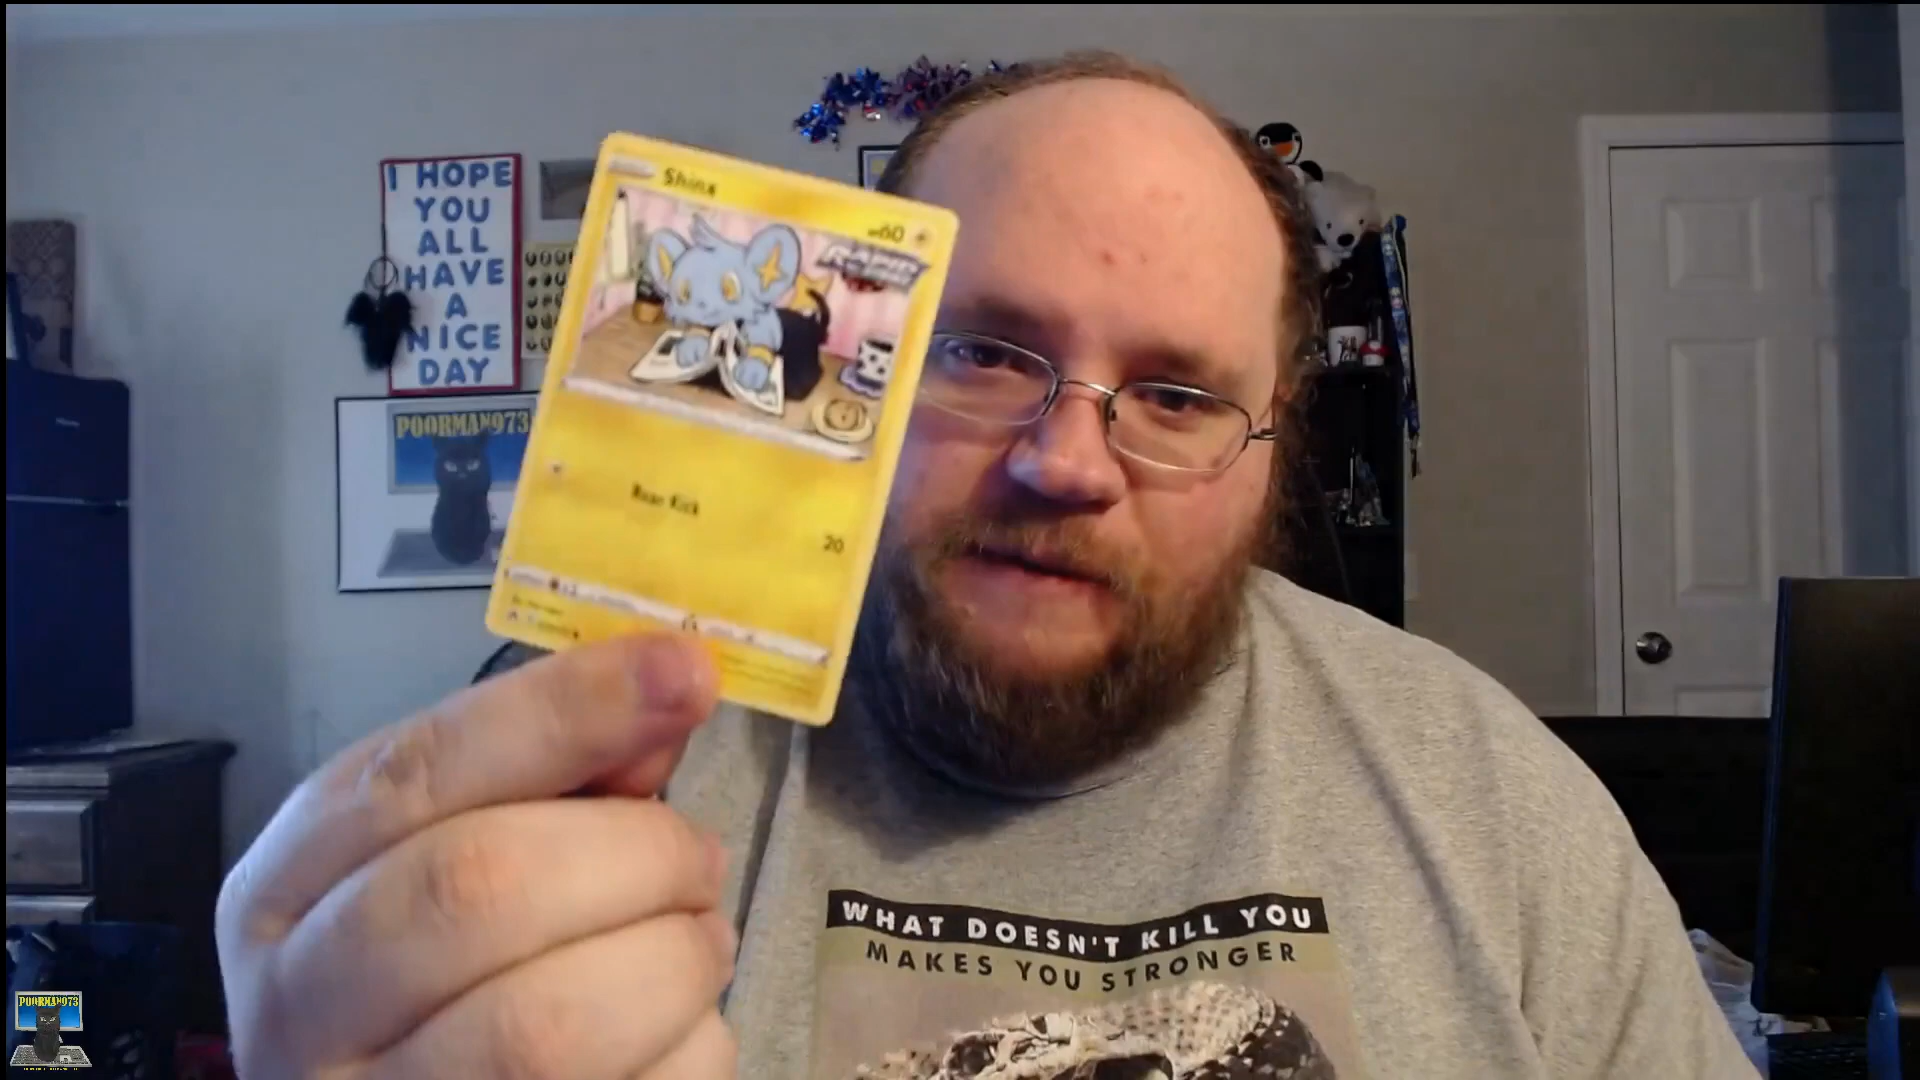 I HOPE
YOU
ALL
HAVE
A
NICE
DAY
POORMAN973
Shinx
60
RAPID
Rear Kick
20
WHAT DOESN'T KILL YOU
MAKES YOU STRONGER
POORMAN973